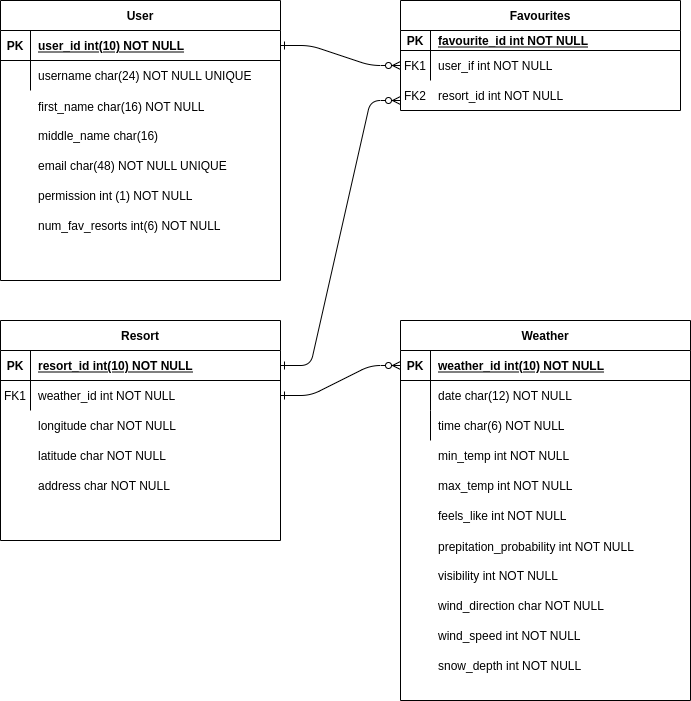 User
PK user_id int(10) NOT NULL
username char(24) NOT NULL UNIQUE
first_name char(16) NOT NULL
middle_name char(16)
email char(48) NOT NULL UNIQUE
permission int (1) NOT NULL
num_fav_resorts int(6) NOT NULL
Favourites
PK favourite_id int NOT NULL
FK1 user_if int NOT NULL
FK2 resort_id int NOT NULL
Resort
PK resort_id int(10) NOT NULL
FK1 weather_id int NOT NULL
longitude char NOT NULL
latitude char NOT NULL
address char NOT NULL
Weather
PK weather_id int(10) NOT NULL
date char(12) NOT NULL
time char(6) NOT NULL
min_temp int NOT NULL
max_temp int NOT NULL
feels_like int NOT NULL
prepitation_probability int NOT NULL
visibility int NOT NULL
wind_direction char NOT NULL
wind_speed int NOT NULL
snow_depth int NOT NULL